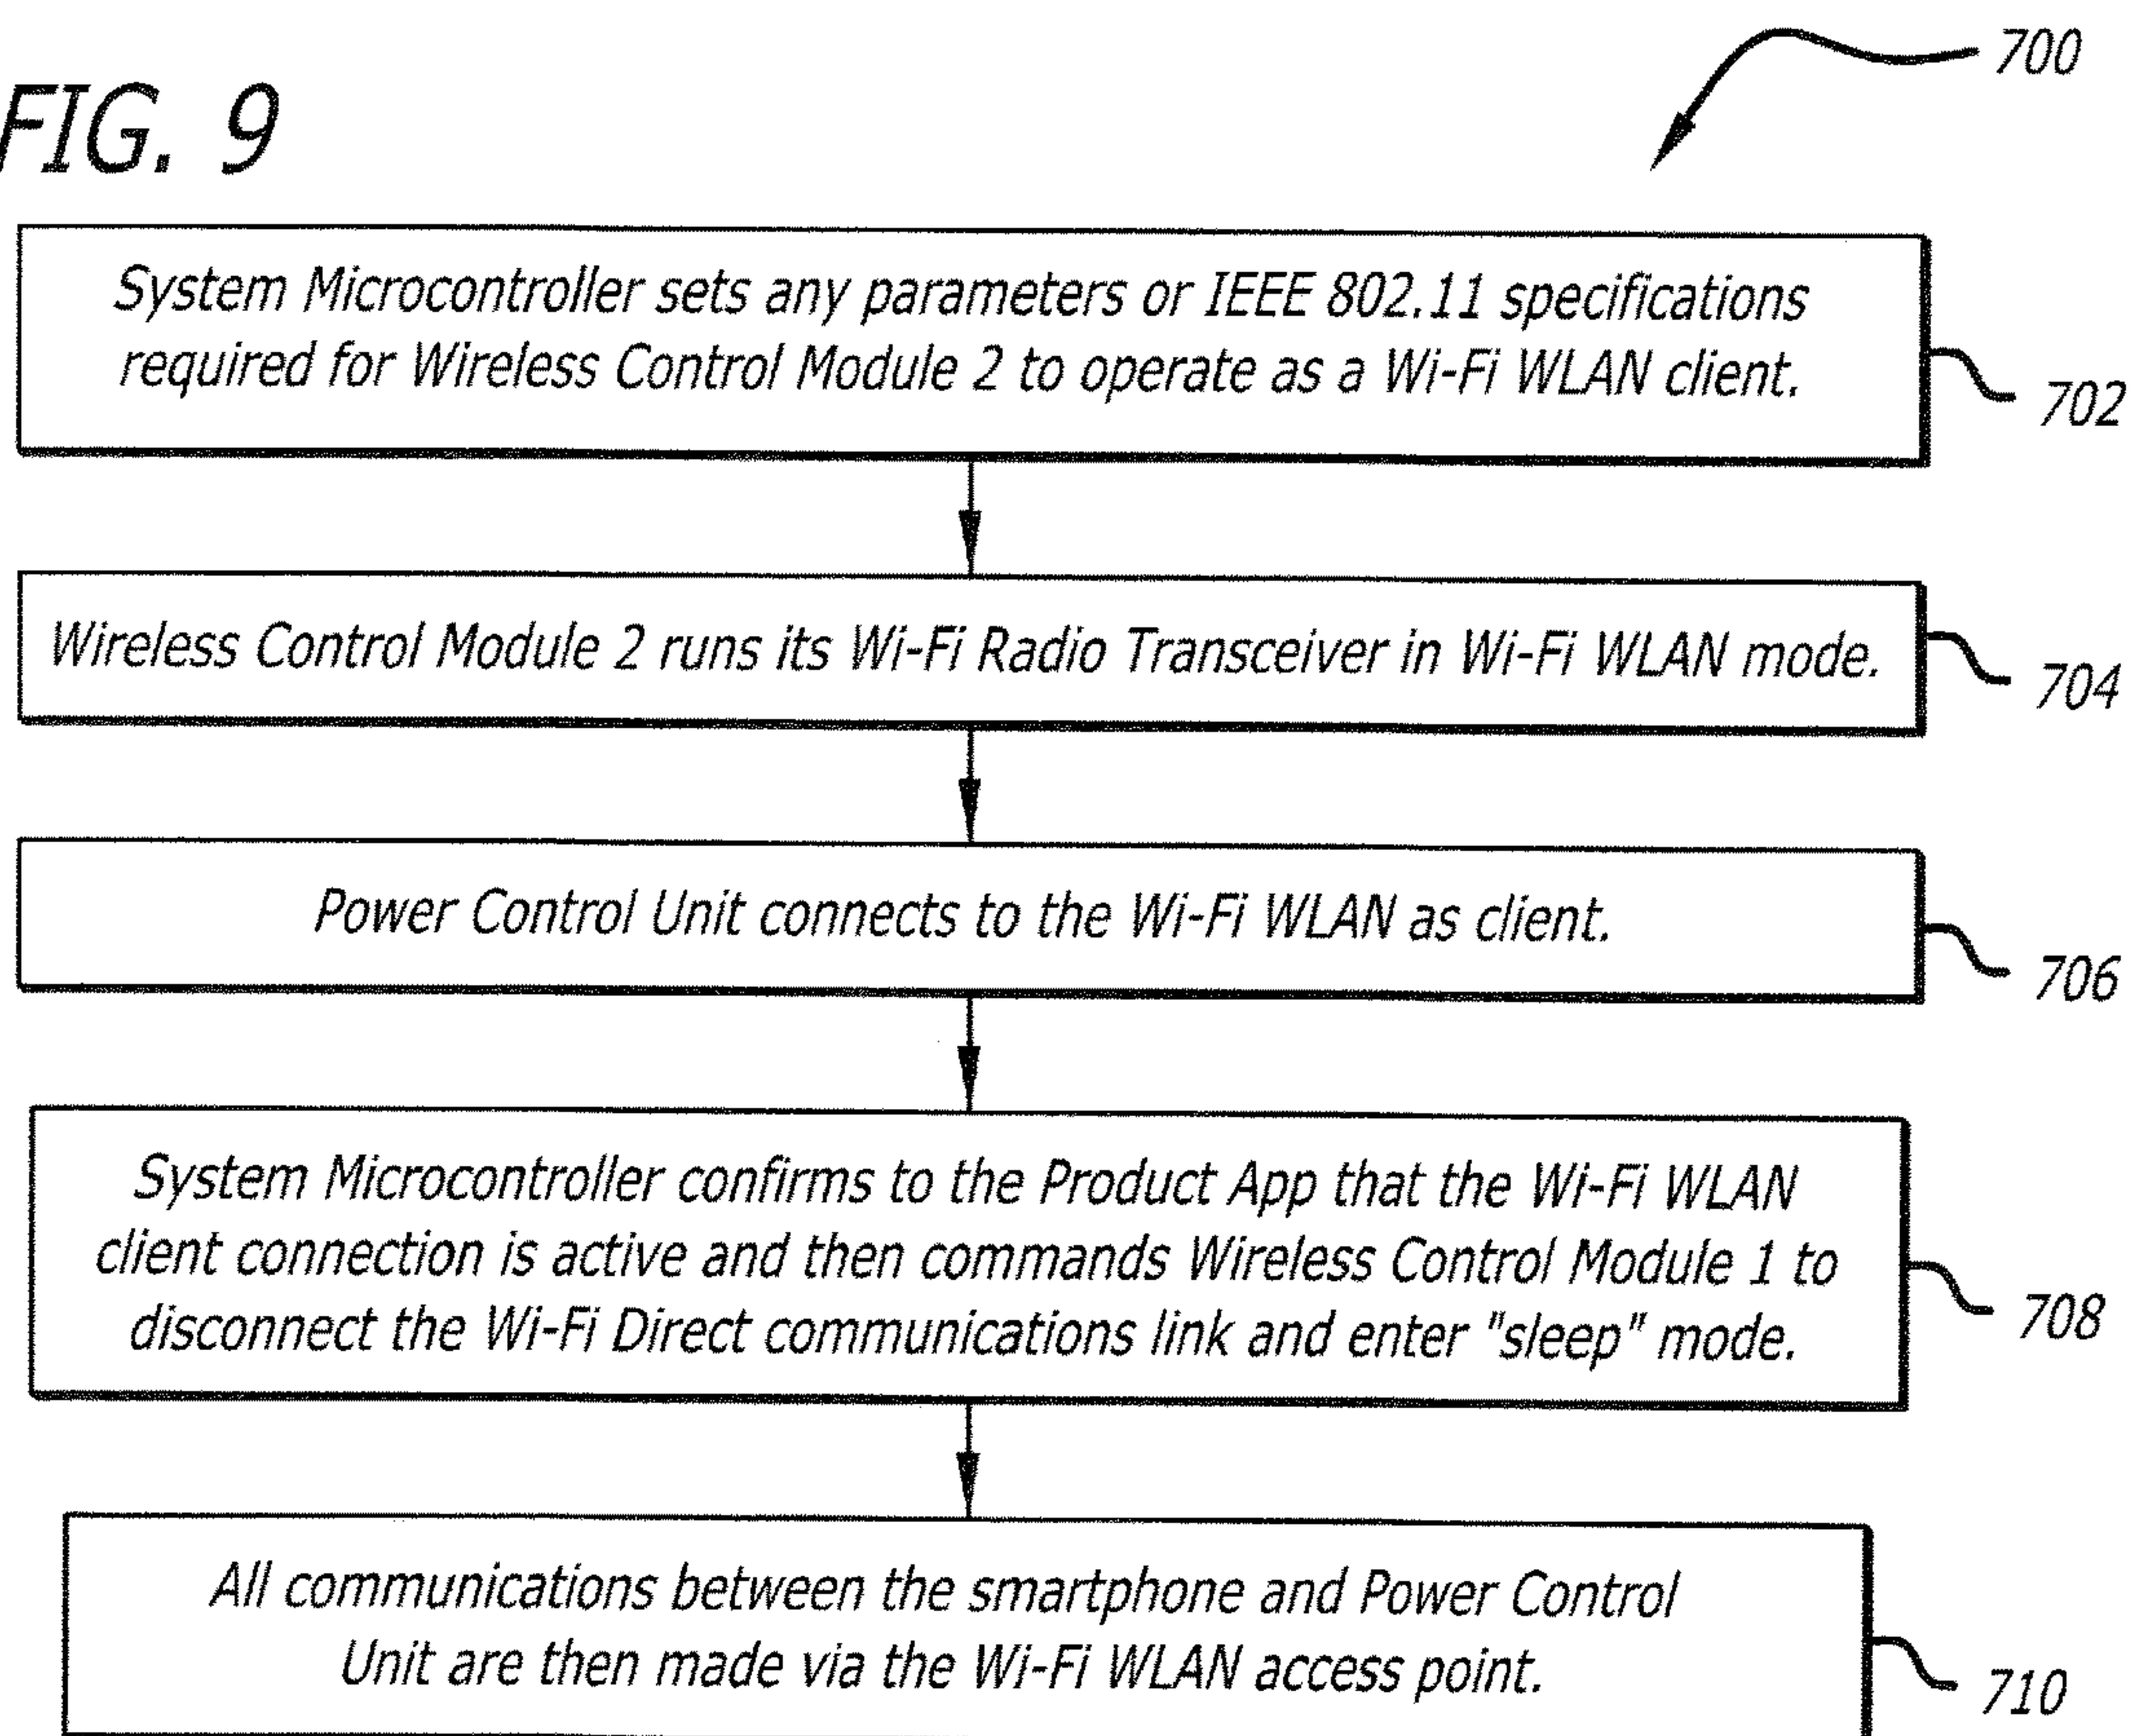 700
FIG. 9
System Microcontroller sets any parameters or IEEE 802.11 specifications
required for Wireless Control Module 2 to operate as a Wi-Fi WLAN client.
702
Wireless Control Module 2 runs its Wi-Fi Radio Transceiver in Wi-Fi WLAN mode.
704
Power Control Unit connects to the Wi-Fi WLAN as client.
706
System Microcontroller confirms to the Product App that the Wi-Fi WLAN
client connection is active and then commands Wireless Control Module 1 to
disconnect the Wi-Fi Direct communications link and enter "sleep" mode.
708
All communications between the smartphone and Power Control
Unit are then made via the Wi-Fi WLAN access point.
710